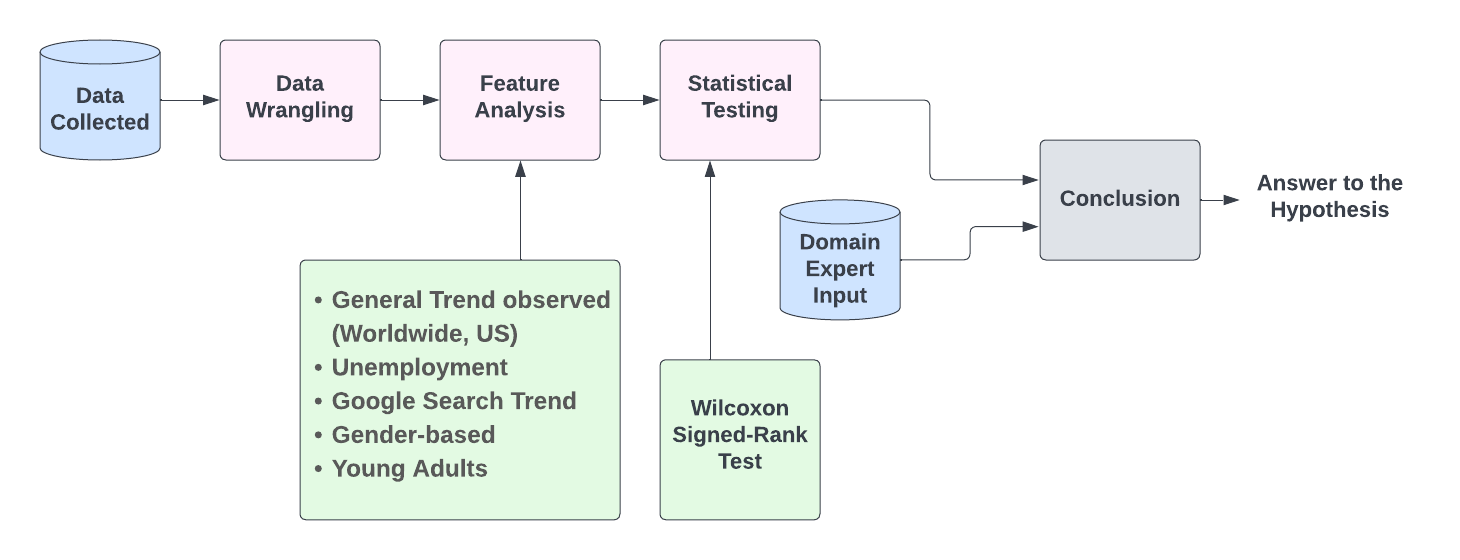 Data
Collected
Data
Wrangling
Feature
Analysis
Statistical
Testing
Conclusion
Answer to the
Hypothesis
Domain
Expert
Input
• General Trend observed
(Worldwide, US)
• Unemployment
• Google Search Trend
• Gender-based
• Young Adults
Wilcoxon
Signed-Rank
Test